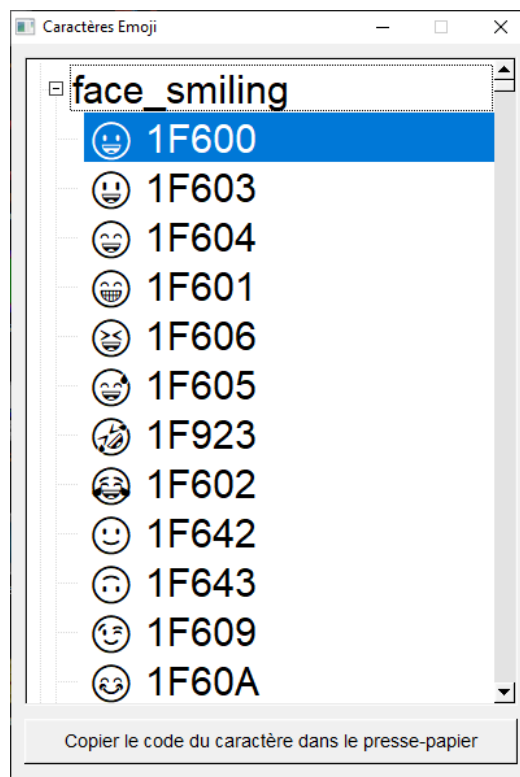 Caractères Emoji
face_smiling
😀 1F600
😃 1F603
😄 1F604
😁 1F601
😆 1F606
😅 1F605
🤣 1F923
😂 1F602
🙂 1F642
🙃 1F643
😉 1F609
😊 1F60A
Copier le code du caractère dans le presse-papier